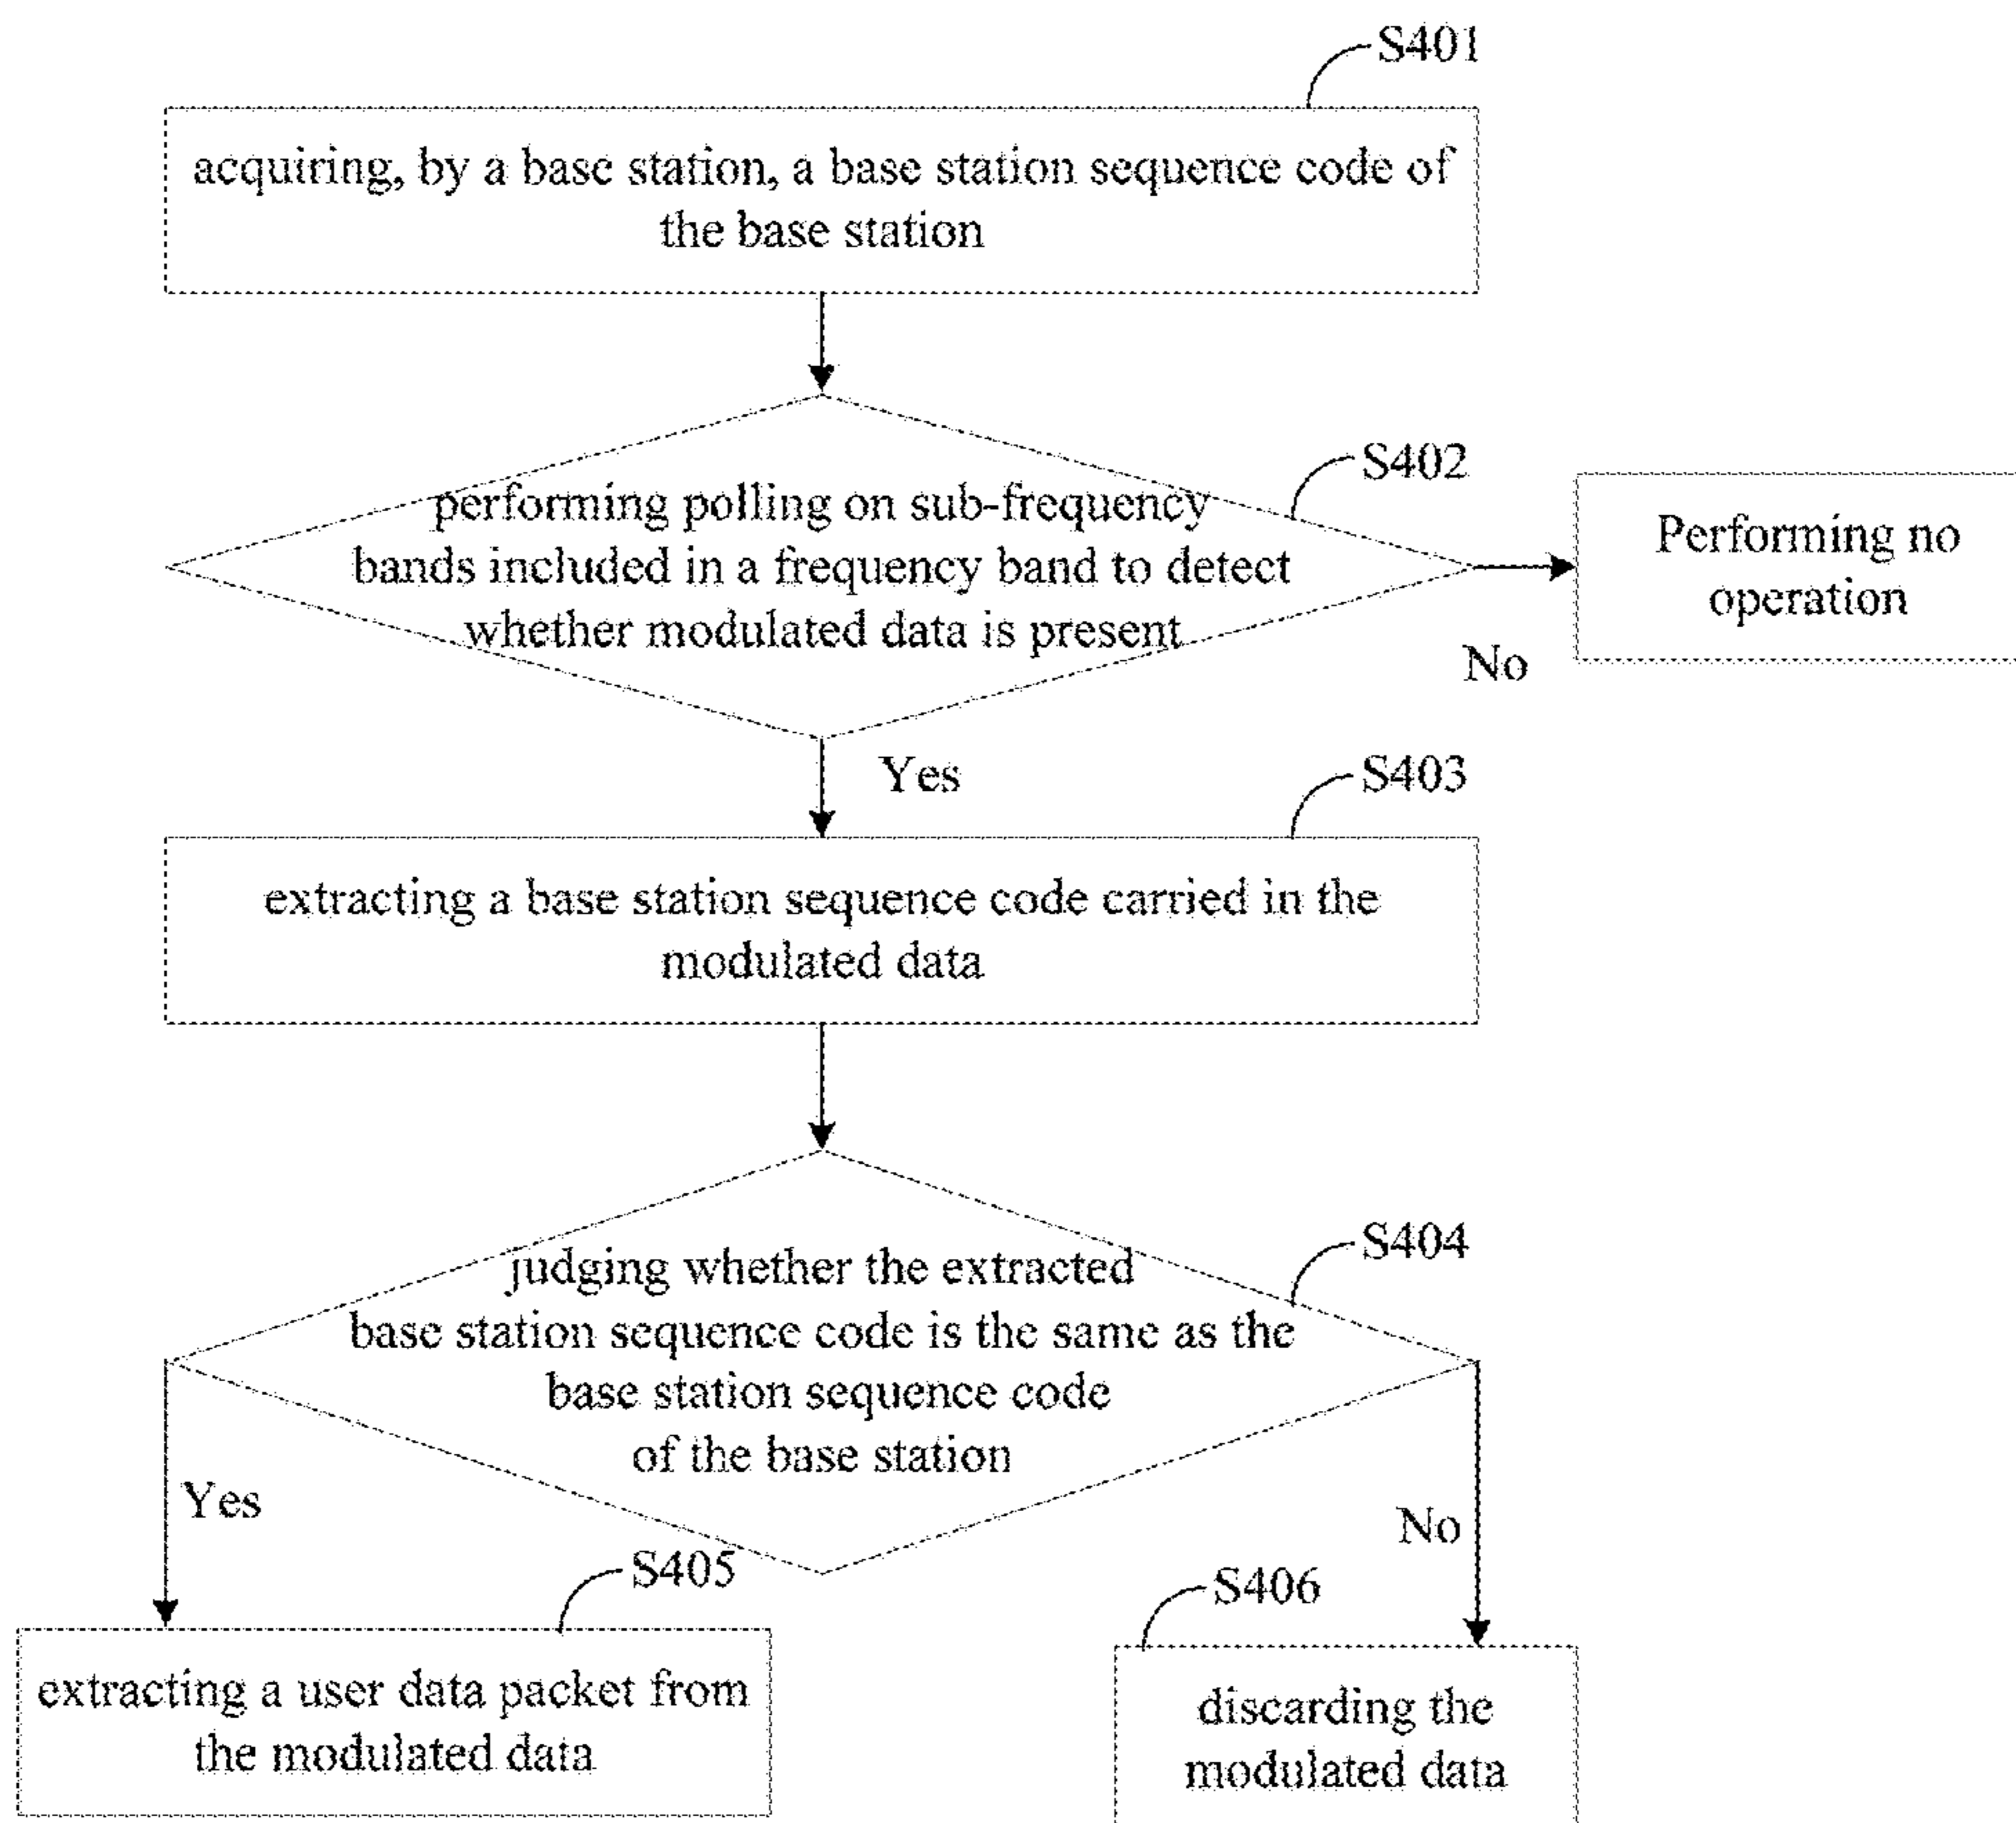 S401
acquiring, by a base station, a base station sequence code of
the base station
S402
performing polling on sub-frequency
bands included in a frequency band to detect
whether modulated data is present
Performing no
operation
No
Yes
S403
extracting a base station sequence code carried in the
modulated data
S404
judging whether the extracted
base station sequence code is the same as the
base station sequence code
of the base station
Yes
No
S405
S406
extracting a user data packet from
the modulated data
discarding the
modulated data